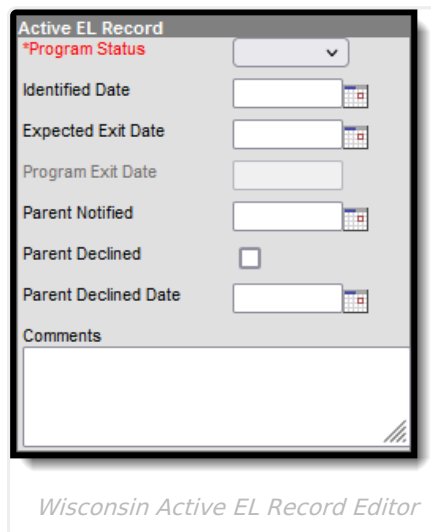 Active EL Record
*Program Status
Identified Date
Expected Exit Date
Program Exit Date
Parent Notified
Parent Declined
Parent Declined Date
Comments
Wisconsin Active EL Record Editor